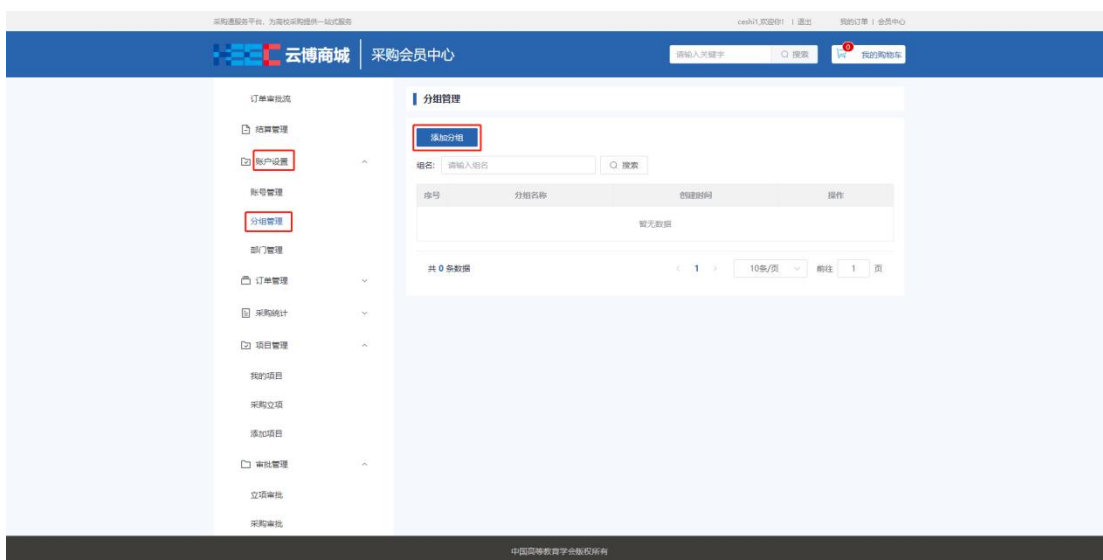 采购通服务平台，为高校采购提供一站式服务
ceshi1,欢迎你! | 退出 我的订单 | 会员中心
云博商城 采购会员中心
请输入关键字 搜索 0 我的购物车
订单审批流
结算管理
账户设置
账号管理
分组管理
部门管理
订单管理
采购统计
项目管理
我的项目
采购立项
添加项目
审批管理
立项审批
采购审批
分组管理
添加分组
组名: 请输入组名 搜索
序号 分组名称 创建时间 操作
暂无数据
共 0 条数据 < 1 > 10条/页 前往 1 页
中国高等教育学会版权所有